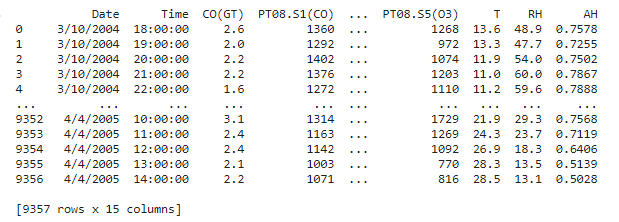 Date Time CO(GT) PT08.S1(CO) ... PT08.S5(O3) T RH AH
0 3/10/2004 18:00:00 2.6 1360 ... 1268 13.6 48.9 0.7578
1 3/10/2004 19:00:00 2.0 1292 ... 972 13.3 47.7 0.7255
2 3/10/2004 20:00:00 2.2 1402 ... 1074 11.9 54.0 0.7502
3 3/10/2004 21:00:00 2.2 1376 ... 1203 11.0 60.0 0.7867
4 3/10/2004 22:00:00 1.6 1272 ... 1110 11.2 59.6 0.7888
... ... ... ... ... ... ... ... ... ...
9352 4/4/2005 10:00:00 3.1 1314 ... 1729 21.9 29.3 0.7568
9353 4/4/2005 11:00:00 2.4 1163 ... 1269 24.3 23.7 0.7119
9354 4/4/2005 12:00:00 2.4 1142 ... 1092 26.9 18.3 0.6406
9355 4/4/2005 13:00:00 2.1 1003 ... 770 28.3 13.5 0.5139
9356 4/4/2005 14:00:00 2.2 1071 ... 816 28.5 13.1 0.5028
[9357 rows x 15 columns]